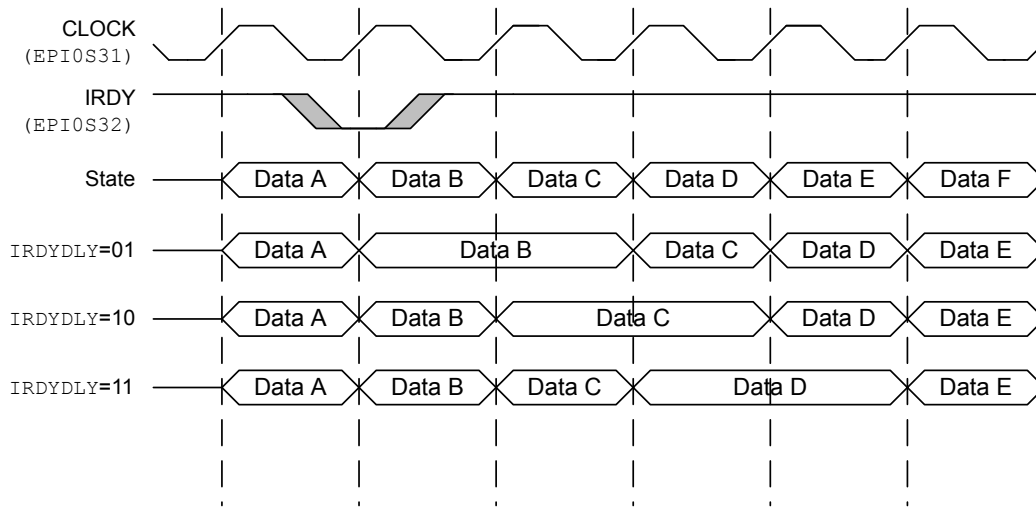 CLOCK
(EPI0S31)
IRDY
(EPI0S32)
State Data A Data B Data C Data D Data E Data F
IRDYDLY=01 Data A Data B Data C Data D Data E
IRDYDLY=10 Data A Data B Data C Data D Data E
IRDYDLY=11 Data A Data B Data C Data D Data E